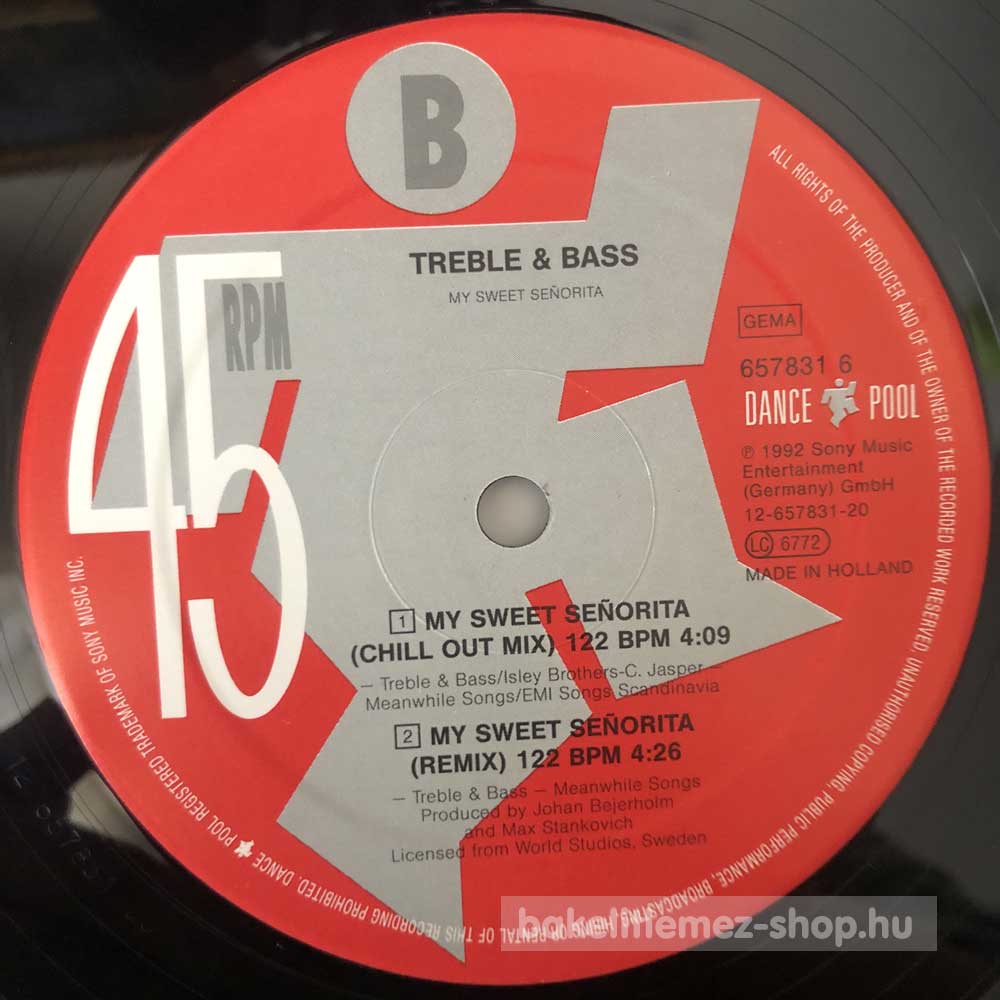 B
45
RPM
TREBLE & BASS
MY SWEET SEÑORITA
GEMA
657831 6
DANCE POOL
℗ 1992 Sony Music
Entertainment
(Germany) GmbH
12-657831-20
LC 6772
MADE IN HOLLAND
1 MY SWEET SEÑORITA
(CHILL OUT MIX) 122 BPM 4:09
– Treble & Bass/Isley Brothers-C. Jasper –
Meanwhile Songs/EMI Songs Scandinavia
2 MY SWEET SEÑORITA
(REMIX) 122 BPM 4:26
– Treble & Bass – Meanwhile Songs
Produced by Johan Bejerholm
and Max Stankovich
Licensed from World Studios, Sweden
ALL RIGHTS OF THE PRODUCER AND OF THE OWNER OF THE RECORDED WORK RESERVED. UNAUTHORISED COPYING, PUBLIC PERFORMANCE, BROADCASTING, HIRING OR RENTAL OF THIS RECORDING PROHIBITED. DANCE POOL REGISTERED TRADEMARK OF SONY MUSIC INC.
bakelitlemez-shop.hu